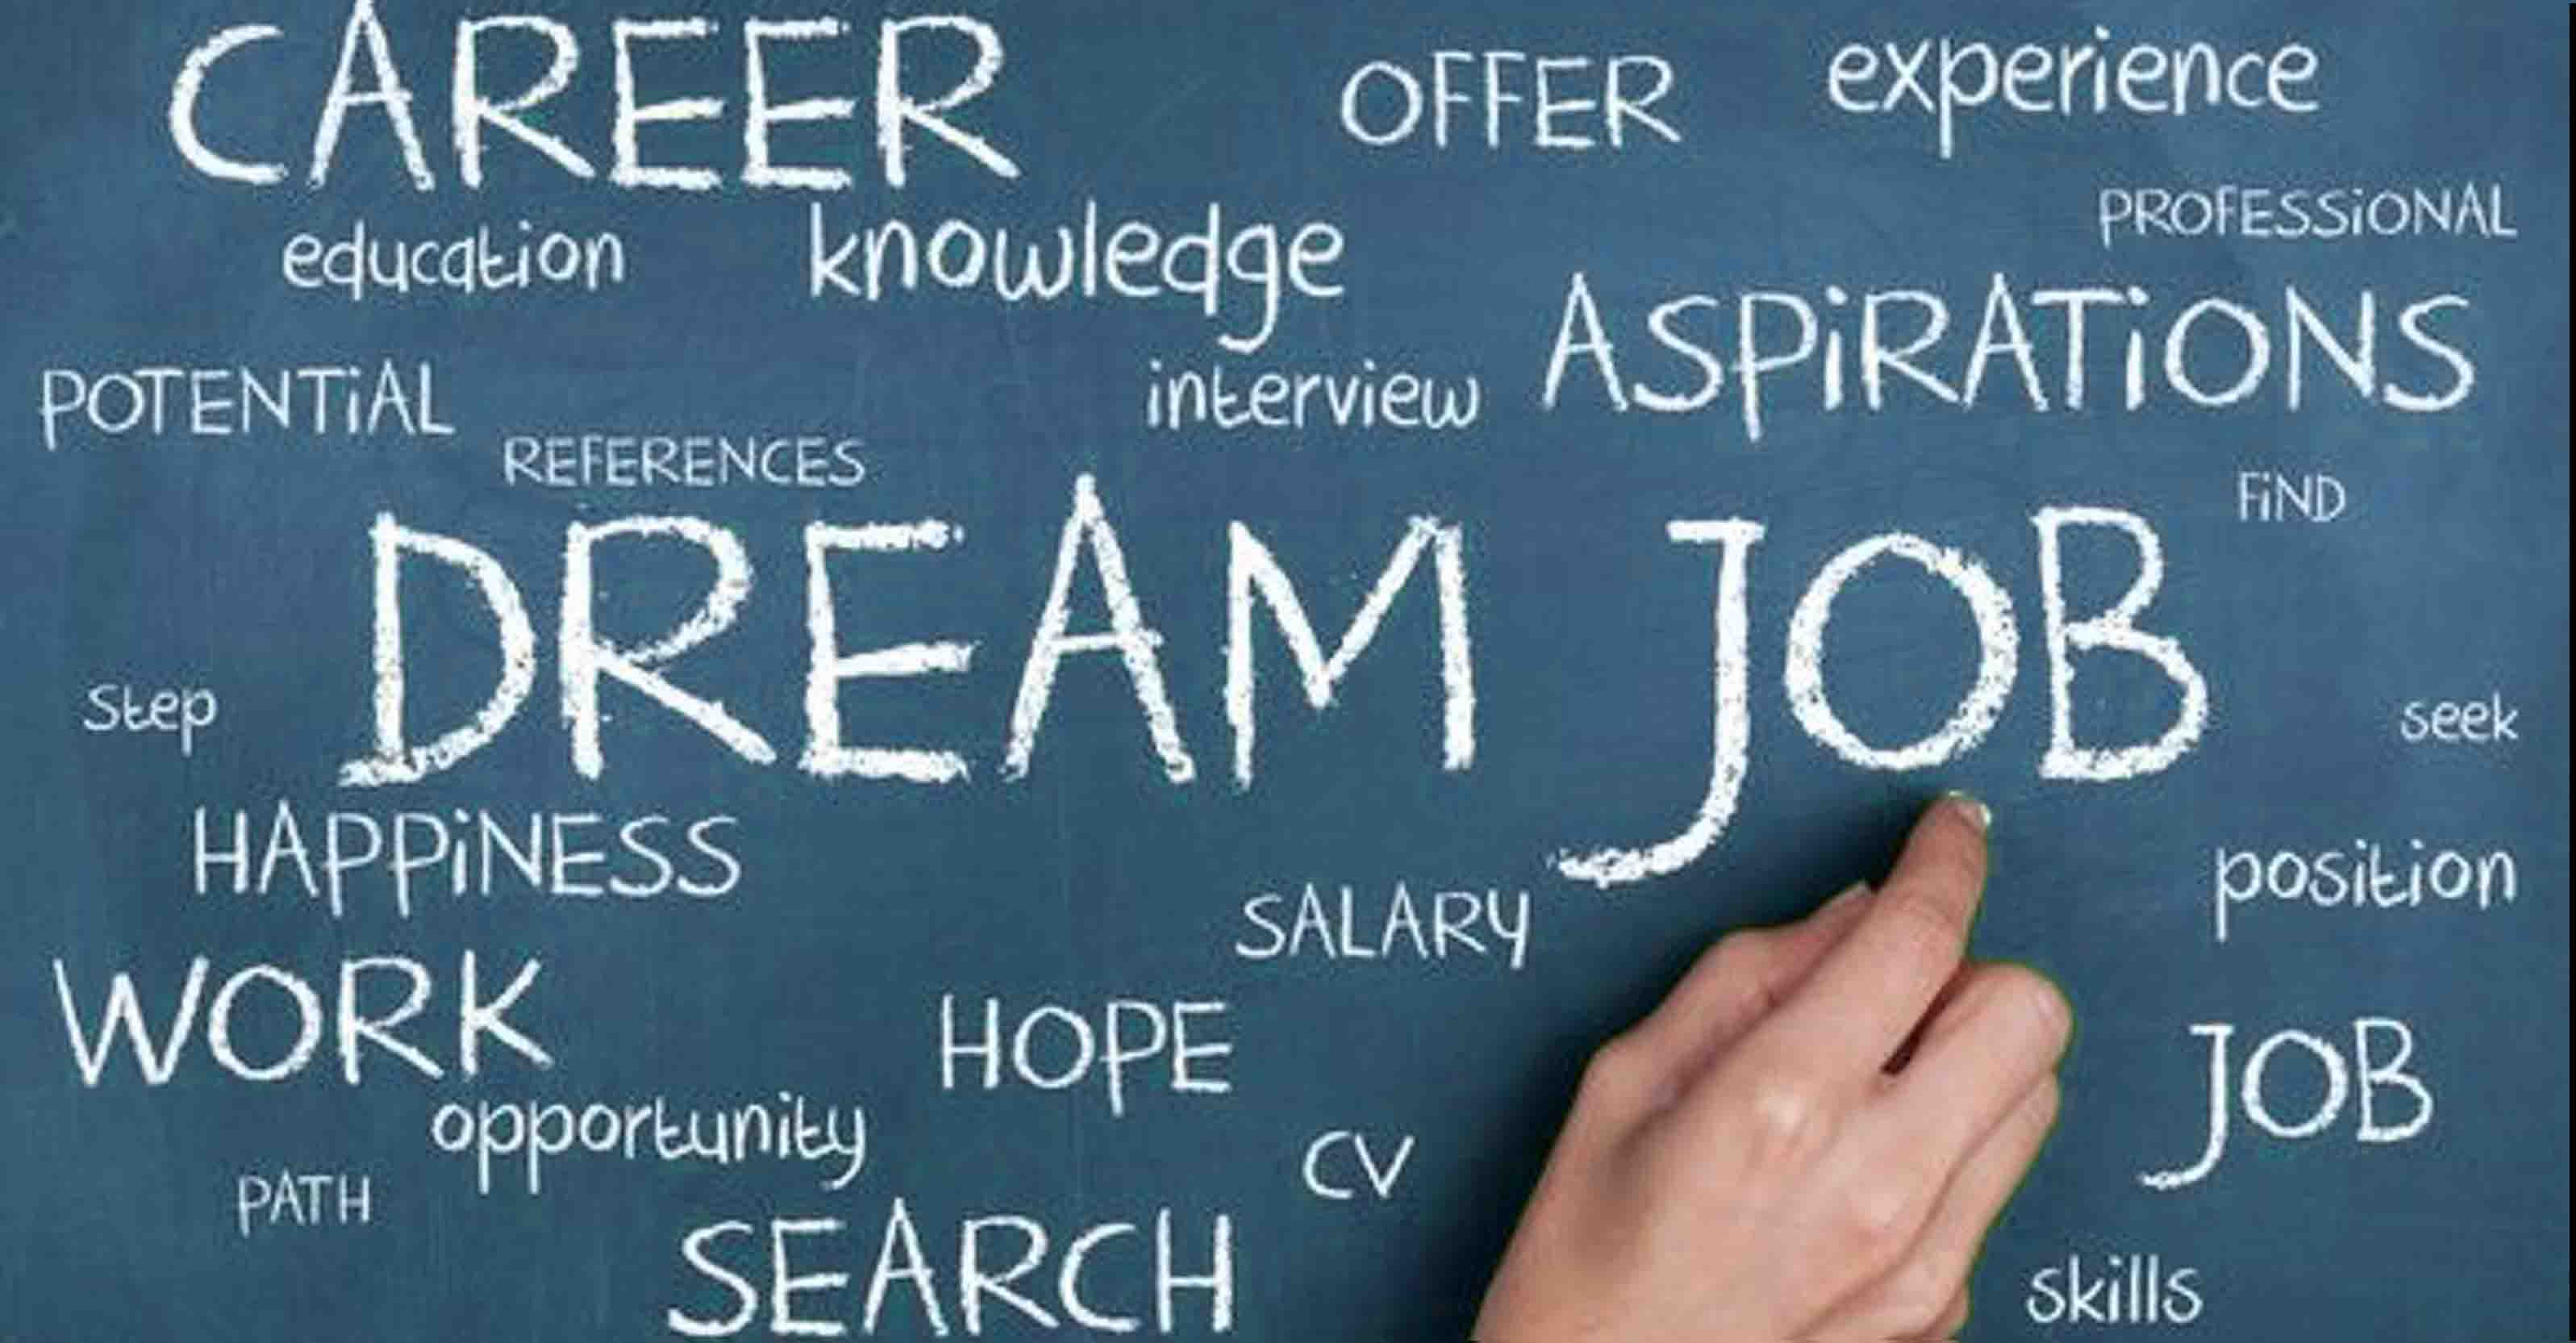 CAREER
OFFER
experience
PROFESSIONAL
education
knowledge
ASPIRATIONS
POTENTIAL
interview
REFERENCES
FIND
DREAM JOB
Step
seek
HAPPINESS
SALARY
position
WORK
HOPE
JOB
opportunity
CV
PATH
SEARCH
skills